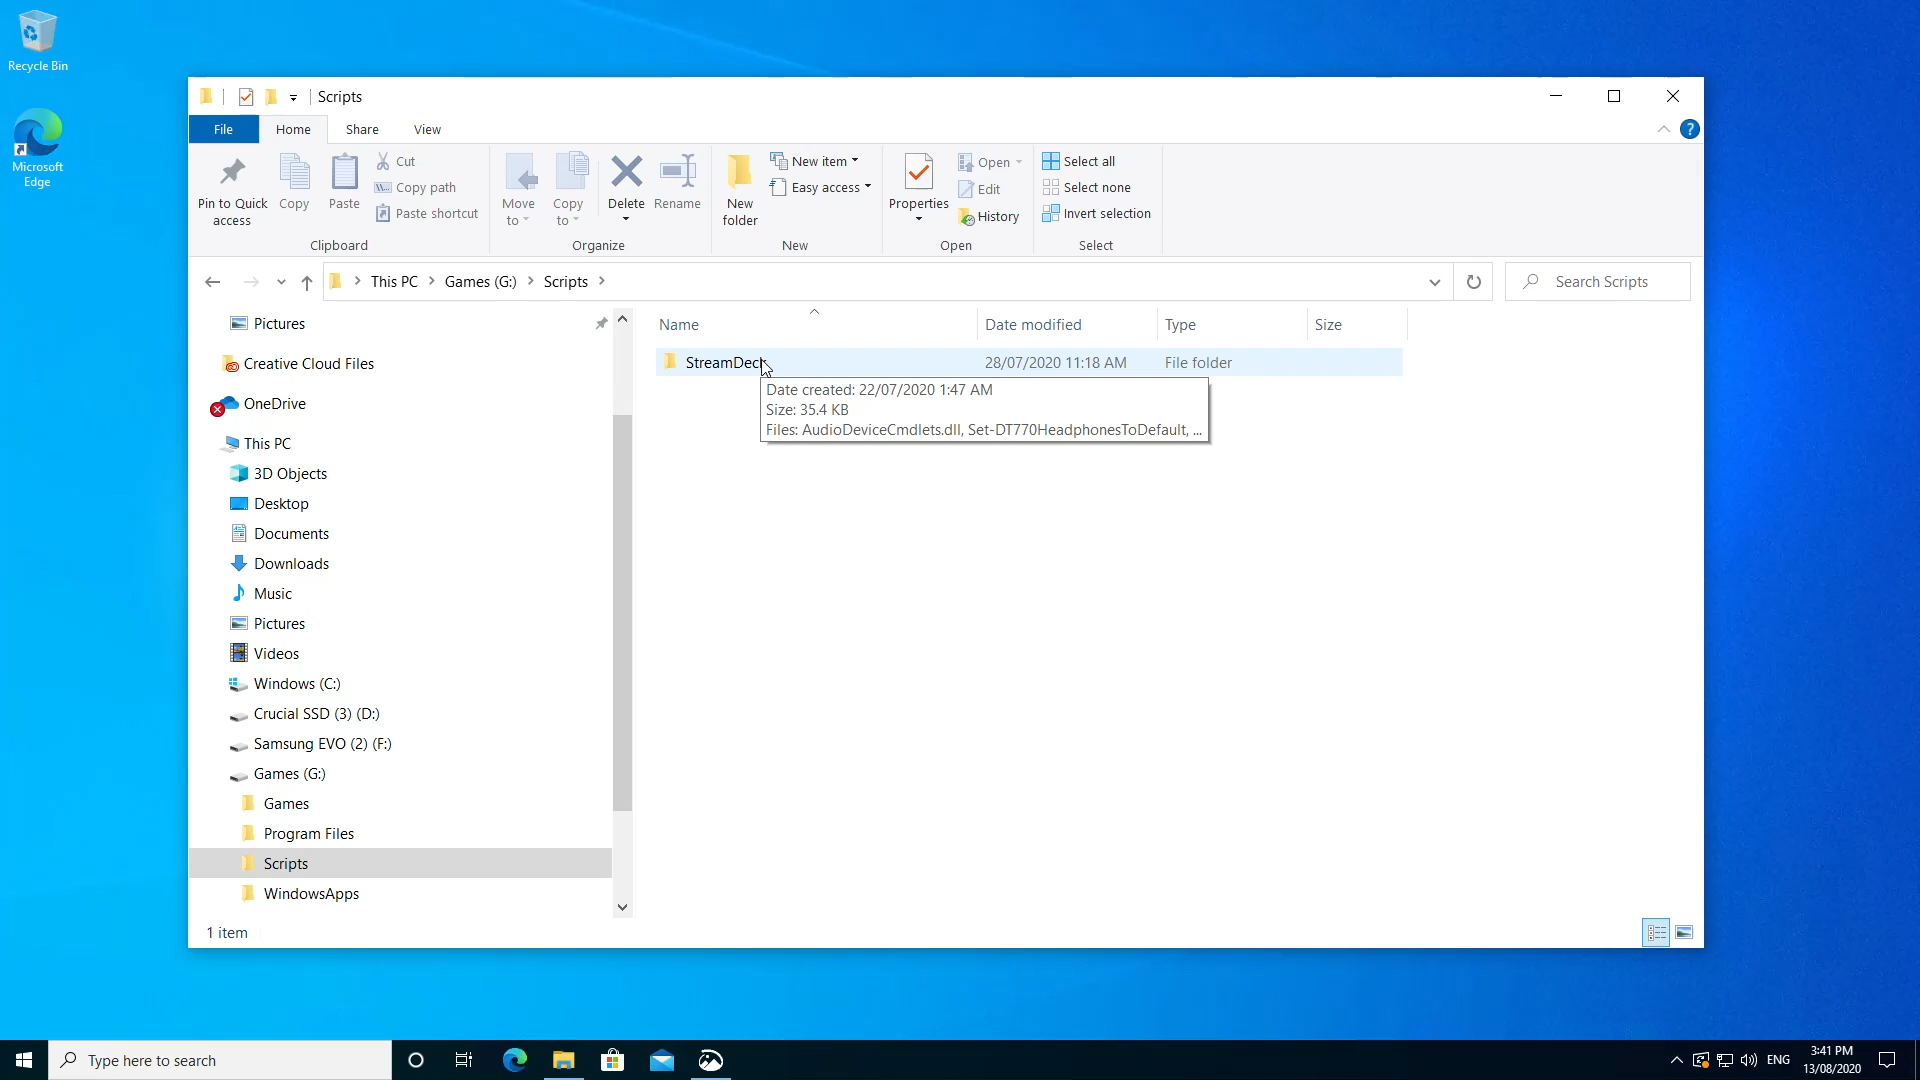 Recycle Bin
Microsoft
Edge
Scripts
File
Home
Share
View
?
Pin to Quick
access
Copy
Paste
Cut
Copy path
Paste shortcut
Clipboard
Move
to
Copy
to
Delete
Rename
Organize
New
folder
New item
Easy access
New
Properties
Open
Edit
History
Open
Select all
Select none
Invert selection
Select
This PC
Games (G:)
Scripts
Search Scripts
Pictures
Creative Cloud Files
OneDrive
This PC
3D Objects
Desktop
Documents
Downloads
Music
Pictures
Videos
Windows (C:)
Crucial SSD (3) (D:)
Samsung EVO (2) (F:)
Games (G:)
Games
Program Files
Scripts
WindowsApps
Name
Date modified
Type
Size
StreamDeck
28/07/2020 11:18 AM
File folder
Date created: 22/07/2020 1:47 AM
Size: 35.4 KB
Files: AudioDeviceCmdlets.dll, Set-DT770HeadphonesToDefault, ...
1 item
Type here to search
ENG
3:41 PM
13/08/2020